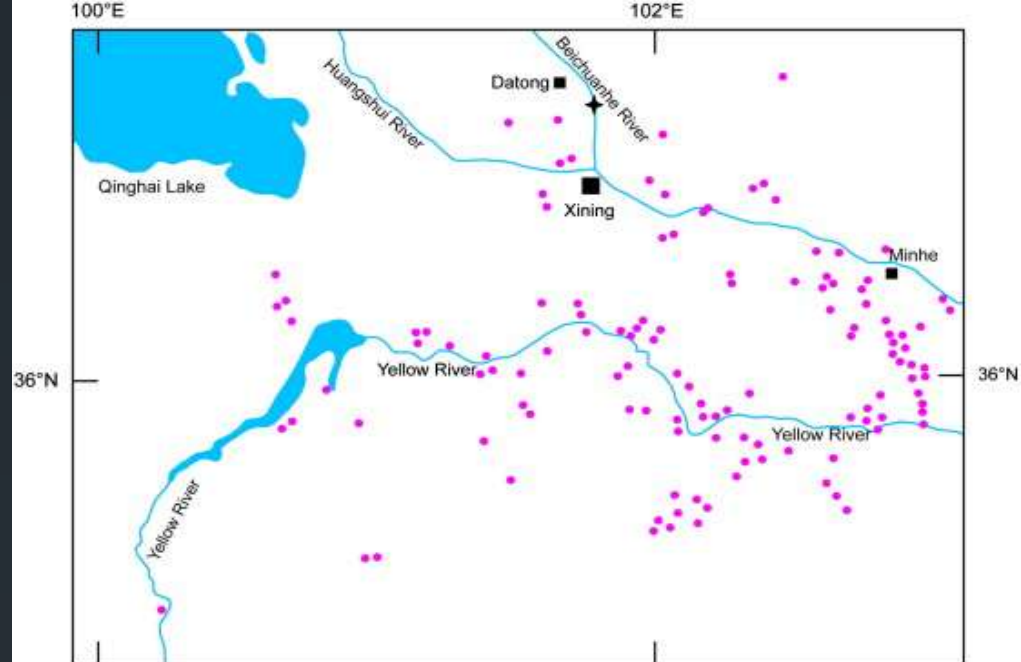 100°E
102°E
Beichuanhe River
Huangshui River
Datong
Qinghai Lake
Xining
Minhe
36°N
36°N
Yellow River
Yellow River
Yellow River